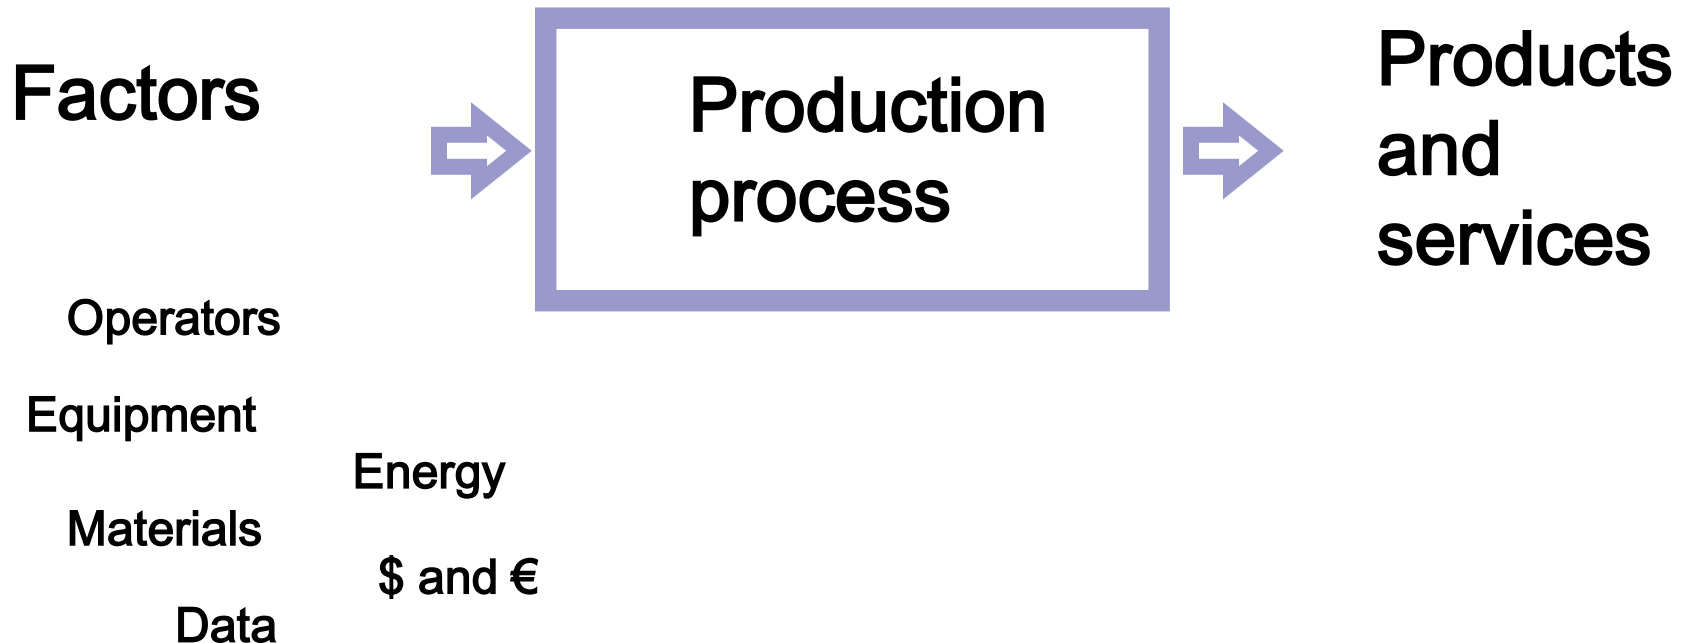 Factors
Production
process
Products
and
services
Operators
Equipment
Energy
Materials
$ and €
Data